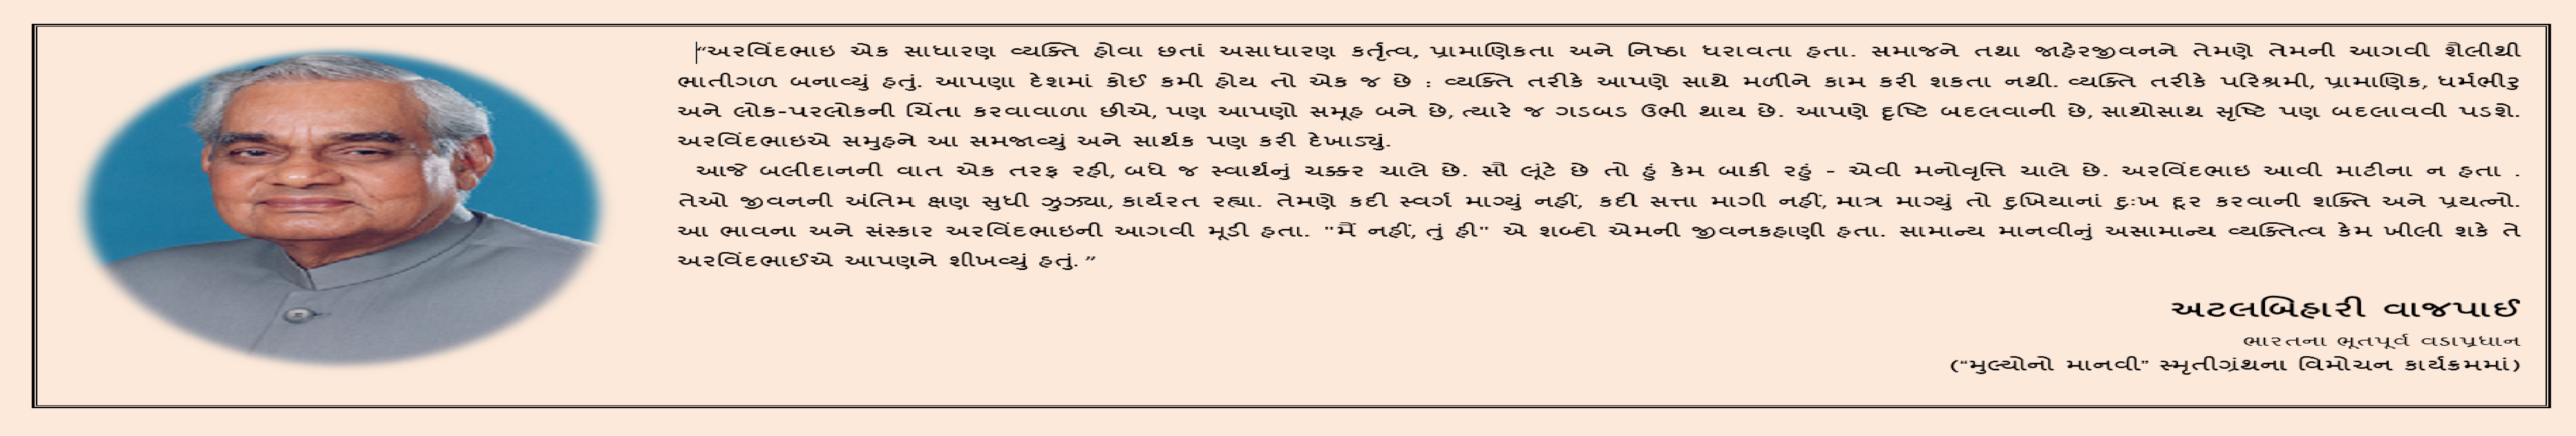 “અરવિંદભાઇ એક સાધારણ વ્યક્તિ હોવા છતાં અસાધારણ કર્તૃત્વ, પ્રામાણિકતા અને નિષ્ઠા ધરાવતા હતા. સમાજને તથા જાહેરજીવનને તેમણે તેમની આગવી શૈલીથી
ભાતીગળ બનાવ્યું હતું. આપણા દેશમાં કોઈ કમી હોય તો એક જ છે : વ્યક્તિ તરીકે આપણે સાથે મળીને કામ કરી શકતા નથી. વ્યક્તિ તરીકે પરિશ્રમી, પ્રામાણિક, ધર્મભીરુ
અને લોક-પરલોકની ચિંતા કરવાવાળા છીએ, પણ આપણો સમૂહ બને છે, ત્યારે જ ગડબડ ઉભી થાય છે. આપણે દૃષ્ટિ બદલવાની છે, સાથોસાથ સૃષ્ટિ પણ બદલાવવી પડશે.
અરવિંદભાઇએ સમુહને આ સમજાવ્યું અને સાર્થક પણ કરી દેખાડ્યું.
આજે બલીદાનની વાત એક તરફ રહી, બધે જ સ્વાર્થનું ચક્કર ચાલે છે. સૌ લૂંટે છે તો હું કેમ બાકી રહું - એવી મનોવૃત્તિ ચાલે છે. અરવિંદભાઇ આવી માટીના ન હતા .
તેઓ જીવનની અંતિમ ક્ષણ સુધી ઝુઝ્યા, કાર્યરત રહ્યા. તેમણે કદી સ્વર્ગ માગ્યું નહીં, કદી સત્તા માગી નહીં, માત્ર માગ્યું તો દુખિયાનાં દુઃખ દૂર કરવાની શક્તિ અને પ્રયત્નો.
આ ભાવના અને સંસ્કાર અરવિંદભાઇની આગવી મૂડી હતા. "મૈં નહીં, તું હી" એ શબ્દો એમની જીવનકહાણી હતા. સામાન્ય માનવીનું અસામાન્ય વ્યક્તિત્વ કેમ ખીલી શકે તે
અરવિંદભાઈએ આપણને શીખવ્યું હતું. ”
અટલબિહારી વાજપાઈ
ભારતના ભૂતપૂર્વ વડાપ્રધાન
(“મુલ્યોનો માનવી” સ્મૃતીગ્રંથના વિમોચન કાર્યક્રમમાં)